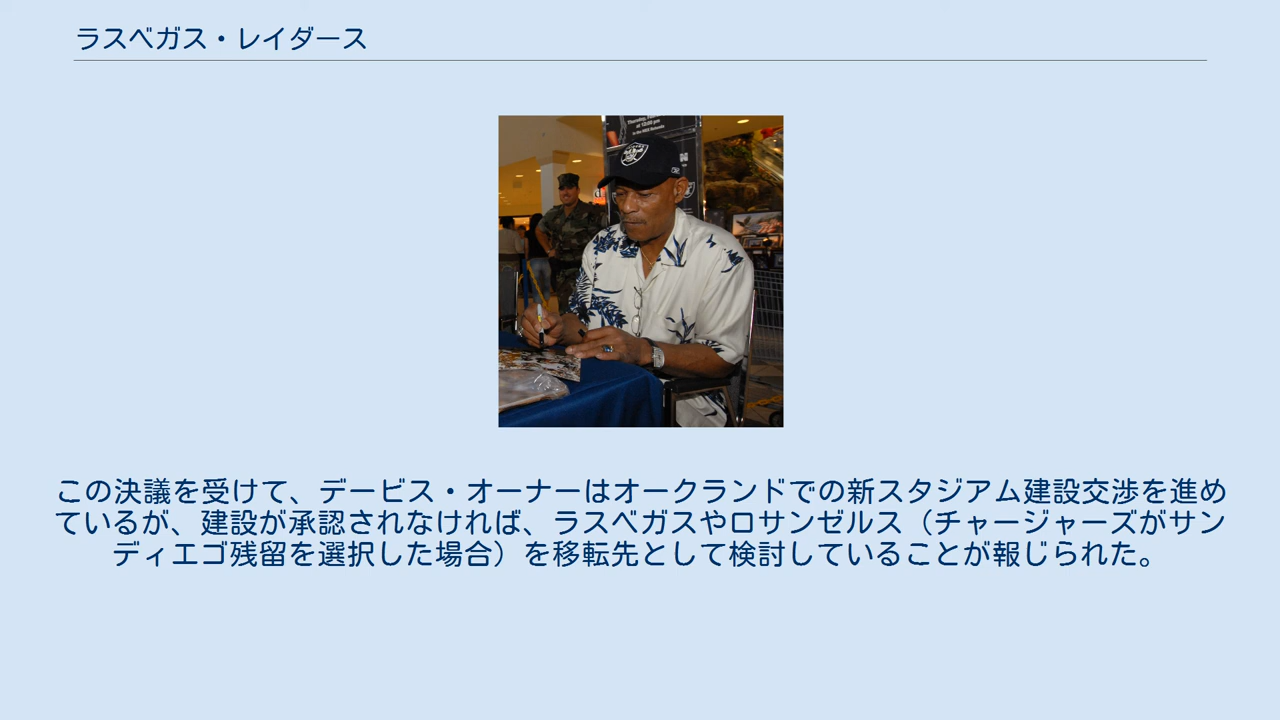 ラスベガス・レイダース
Thursday,
at 12:00 pm
この決議を受けて、デービス・オーナーはオークランドでの新スタジアム建設交渉を進め
ているが、建設が承認されなければ、ラスベガスやロサンゼルス（チャージャーズがサン
ディエゴ残留を選択した場合）を移転先として検討していることが報じられた。